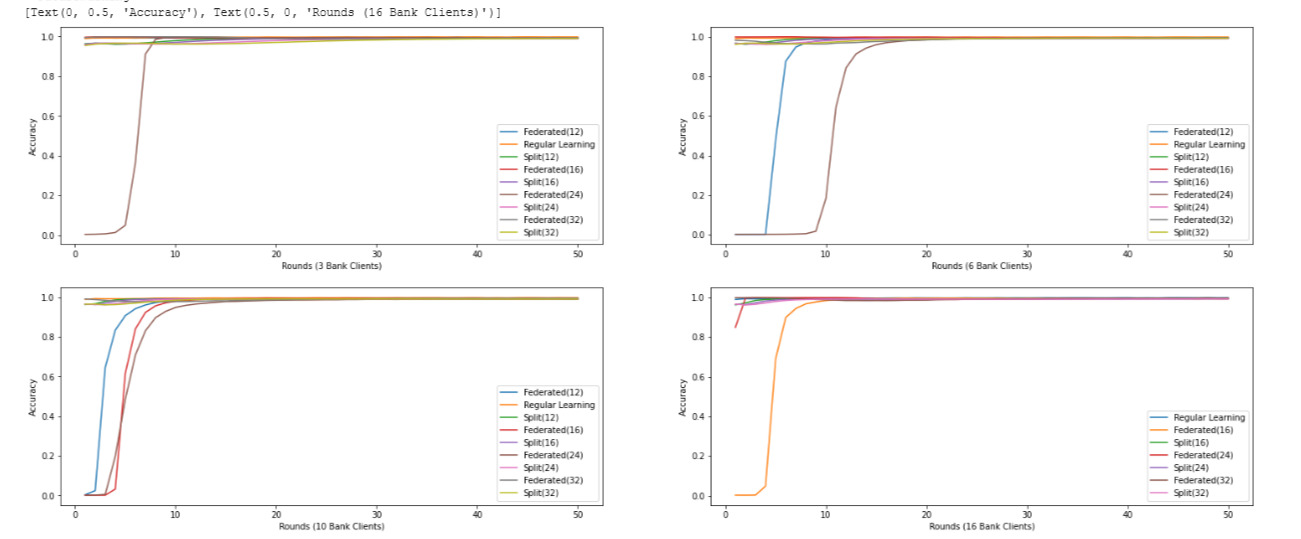 [Text(0, 0.5, 'Accuracy'), Text(0.5, 0, 'Rounds (16 Bank Clients)')]
1.0
0.8
0.6
0.4
0.2
0.0
Accuracy
Federated(12)
Regular Learning
Split(12)
Federated(16)
Split(16)
Federated(24)
Split(24)
Federated(32)
Split(32)
0 10 20 30 40 50
Rounds (3 Bank Clients)
1.0
0.8
0.6
0.4
0.2
0.0
Accuracy
Federated(12)
Regular Learning
Split(12)
Federated(16)
Split(16)
Federated(24)
Split(24)
Federated(32)
Split(32)
0 10 20 30 40 50
Rounds (6 Bank Clients)
1.0
0.8
0.6
0.4
0.2
0.0
Accuracy
Federated(12)
Regular Learning
Split(12)
Federated(16)
Split(16)
Federated(24)
Split(24)
Federated(32)
Split(32)
0 10 20 30 40 50
Rounds (10 Bank Clients)
1.0
0.8
0.6
0.4
0.2
0.0
Accuracy
Regular Learning
Federated(16)
Split(16)
Federated(24)
Split(24)
Federated(32)
Split(32)
0 10 20 30 40 50
Rounds (16 Bank Clients)